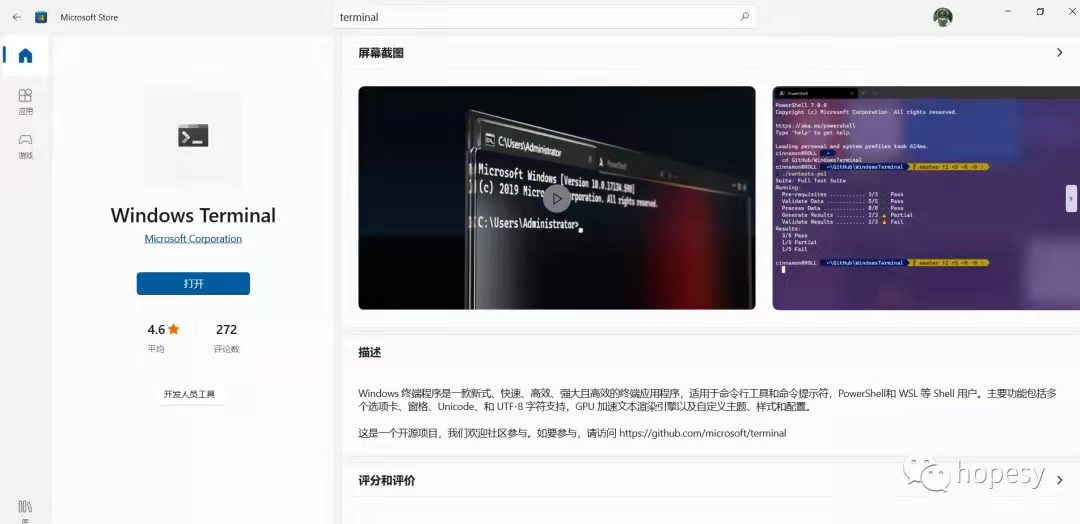 Microsoft Store
terminal
应用
游戏
库
Windows Terminal
Microsoft Corporation
打开
4.6 272
平均 评论数
开发人员工具
屏幕截图
C:\Users\Administrator
PowerShell
Microsoft Windows [Version 10.0.17134.590]
(c) 2019 Microsoft Corporation. All rights reserved.
C:\Users\Administrator>
PowerShell
PowerShell 7.0.0
Copyright (c) Microsoft Corporation. All rights reserved.
https://aka.ms/powershell
Type "help" to get help.
Loading personal and system profiles took 619ms.
cinnamon@ROLL
cd GitHub/WindowsTerminal
cinnamon@ROLL ~\GitHub\WindowsTerminal master
./runtests.ps1
Suite: Full Test Suite
Running:
Pre-requisites .......... 3/3 Pass
Validate Data ........... 5/5 Pass
Process Data ............ 8/8 Pass
Generate Results ........ 2/3 Partial
Validate Results ........ 1/3 Fail
Results:
3/5 Pass
1/5 Partial
1/5 Fail
cinnamon@ROLL ~\GitHub\WindowsTerminal master
描述
Windows 终端程序是一款新式、快速、高效、强大且高效的终端应用程序，适用于命令行工具和命令提示符，PowerShell和 WSL 等 Shell 用户。主要功能包括多
个选项卡、窗格、Unicode、和 UTF-8 字符支持，GPU 加速文本渲染引擎以及自定义主题、样式和配置。
这是一个开源项目，我们欢迎社区参与。如要参与，请访问 https://github.com/microsoft/terminal
评分和评价
hopesy